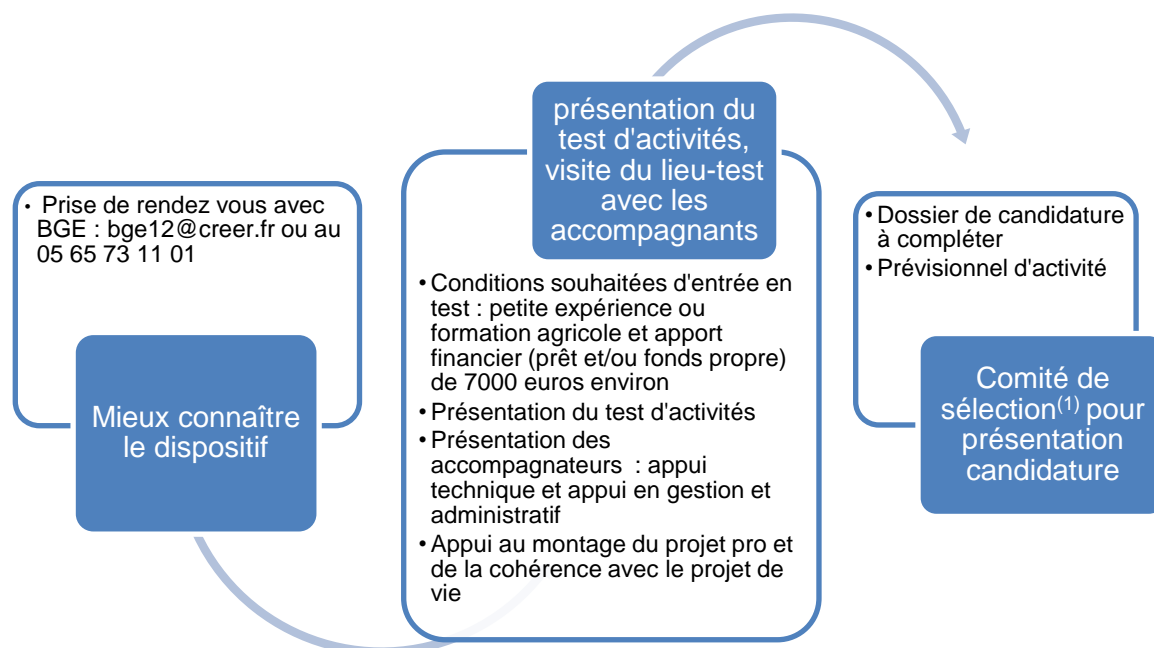 • Prise de rendez vous avec
BGE : bge12@creer.fr ou au
05 65 73 11 01
Mieux connaître
le dispositif
présentation du
test d'activités,
visite du lieu-test
avec les
accompagnants
• Conditions souhaitées d'entrée en
test : petite expérience ou
formation agricole et apport
financier (prêt et/ou fonds propre)
de 7000 euros environ
• Présentation du test d'activités
• Présentation des
accompagnateurs : appui
technique et appui en gestion et
administratif
• Appui au montage du projet pro et
de la cohérence avec le projet de
vie
• Dossier de candidature
à compléter
• Prévisionnel d'activité
Comité de
sélection(1) pour
présentation
candidature